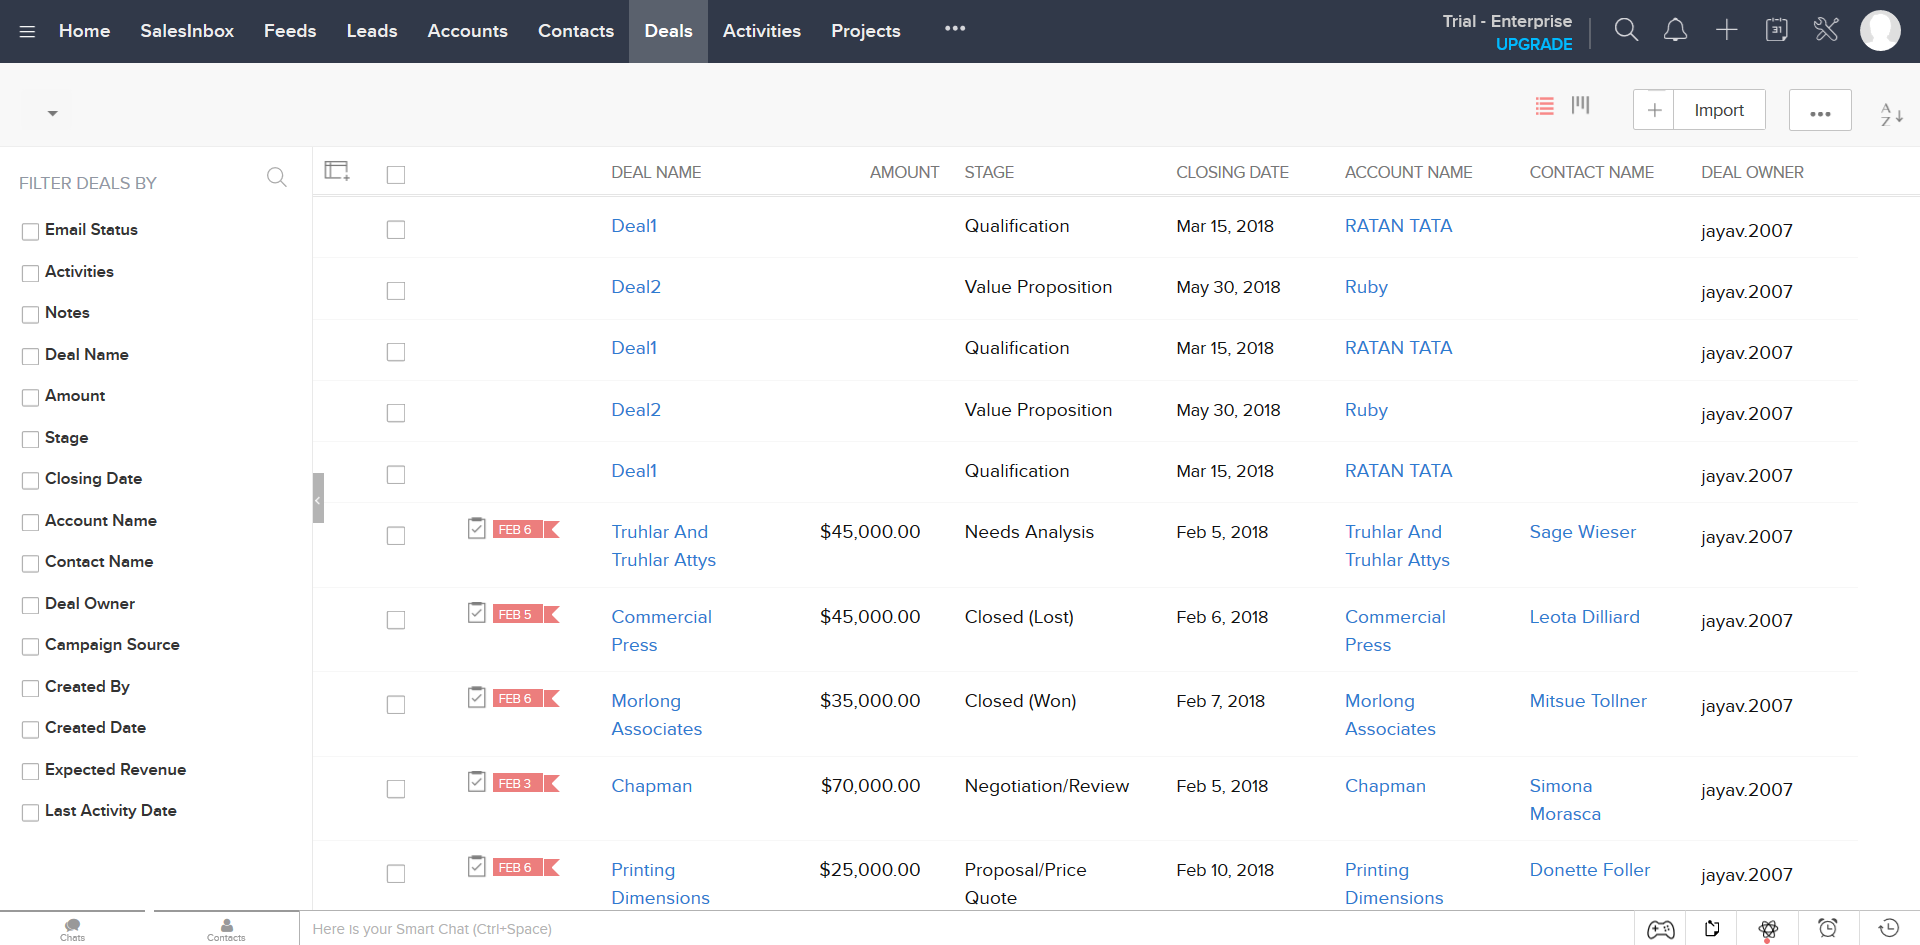 Home SalesInbox Feeds Leads Accounts Contacts Deals Activities Projects ••• Trial - Enterprise
UPGRADE
31
Import ... A
Z
FILTER DEALS BY
Email Status
Activities
Notes
Deal Name
Amount
Stage
Closing Date
Account Name
Contact Name
Deal Owner
Campaign Source
Created By
Created Date
Expected Revenue
Last Activity Date
DEAL NAME AMOUNT STAGE CLOSING DATE ACCOUNT NAME CONTACT NAME DEAL OWNER
Deal1 Qualification Mar 15, 2018 RATAN TATA jayav.2007
Deal2 Value Proposition May 30, 2018 Ruby jayav.2007
Deal1 Qualification Mar 15, 2018 RATAN TATA jayav.2007
Deal2 Value Proposition May 30, 2018 Ruby jayav.2007
Deal1 Qualification Mar 15, 2018 RATAN TATA jayav.2007
FEB 6 Truhlar And $45,000.00 Needs Analysis Feb 5, 2018 Truhlar And Sage Wieser jayav.2007
Truhlar Attys Truhlar Attys
FEB 5 Commercial $45,000.00 Closed (Lost) Feb 6, 2018 Commercial Leota Dilliard jayav.2007
Press Press
FEB 6 Morlong $35,000.00 Closed (Won) Feb 7, 2018 Morlong Mitsue Tollner jayav.2007
Associates Associates
FEB 3 Chapman $70,000.00 Negotiation/Review Feb 5, 2018 Chapman Simona jayav.2007
Morasca
FEB 6 Printing $25,000.00 Proposal/Price Feb 10, 2018 Printing Donette Foller jayav.2007
Dimensions Quote Dimensions
Chats Contacts Here is your Smart Chat (Ctrl+Space)